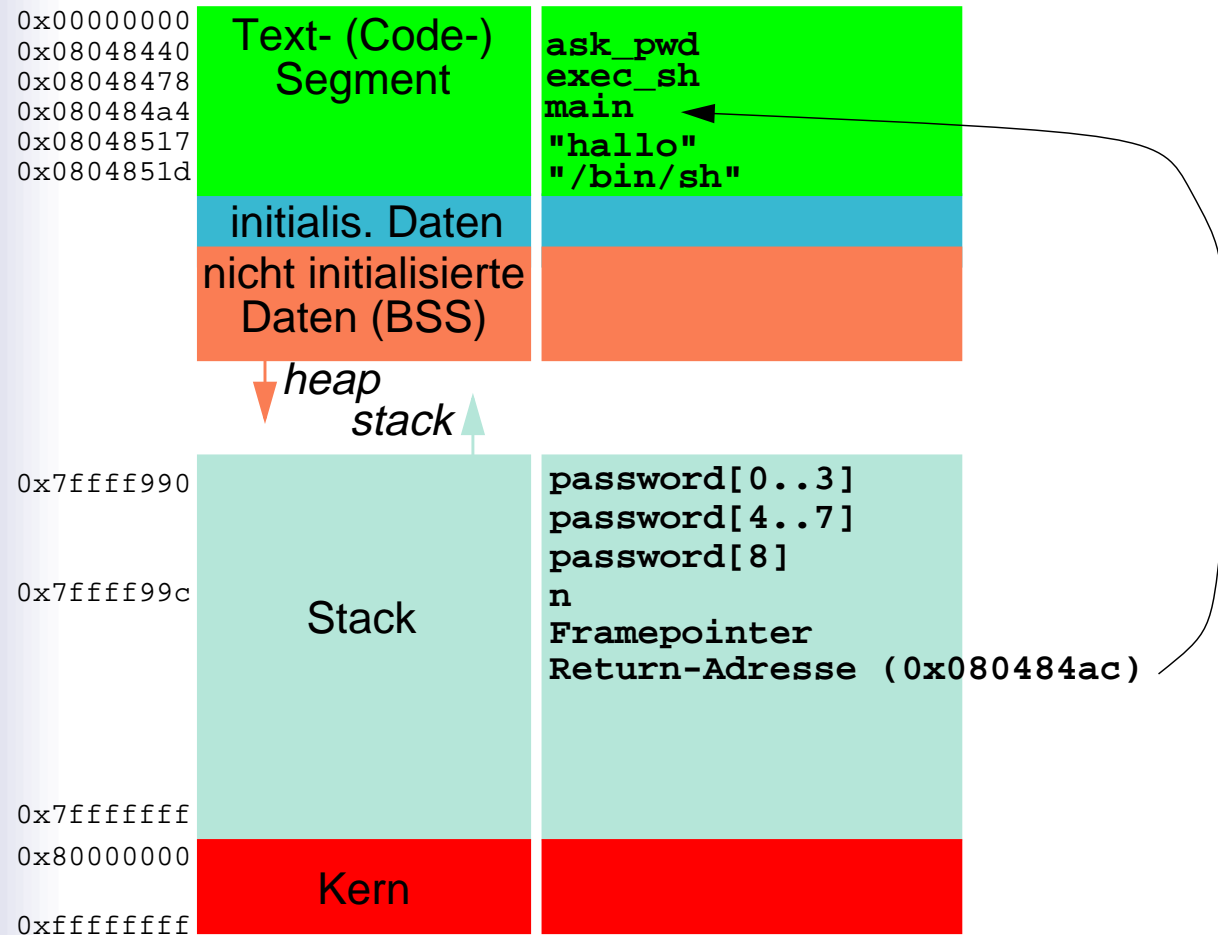 0x00000000
0x08048440
0x08048478
0x080484a4
0x08048517
0x0804851d
Text- (Code-)
Segment
ask_pwd
exec_sh
main
"hallo"
"/bin/sh"
initialis. Daten
nicht initialisierte
Daten (BSS)
heap
stack
0x7ffff990
0x7ffff99c
0x7fffffff
Stack
password[0..3]
password[4..7]
password[8]
n
Framepointer
Return-Adresse (0x080484ac)
0x80000000
0xffffffff
Kern